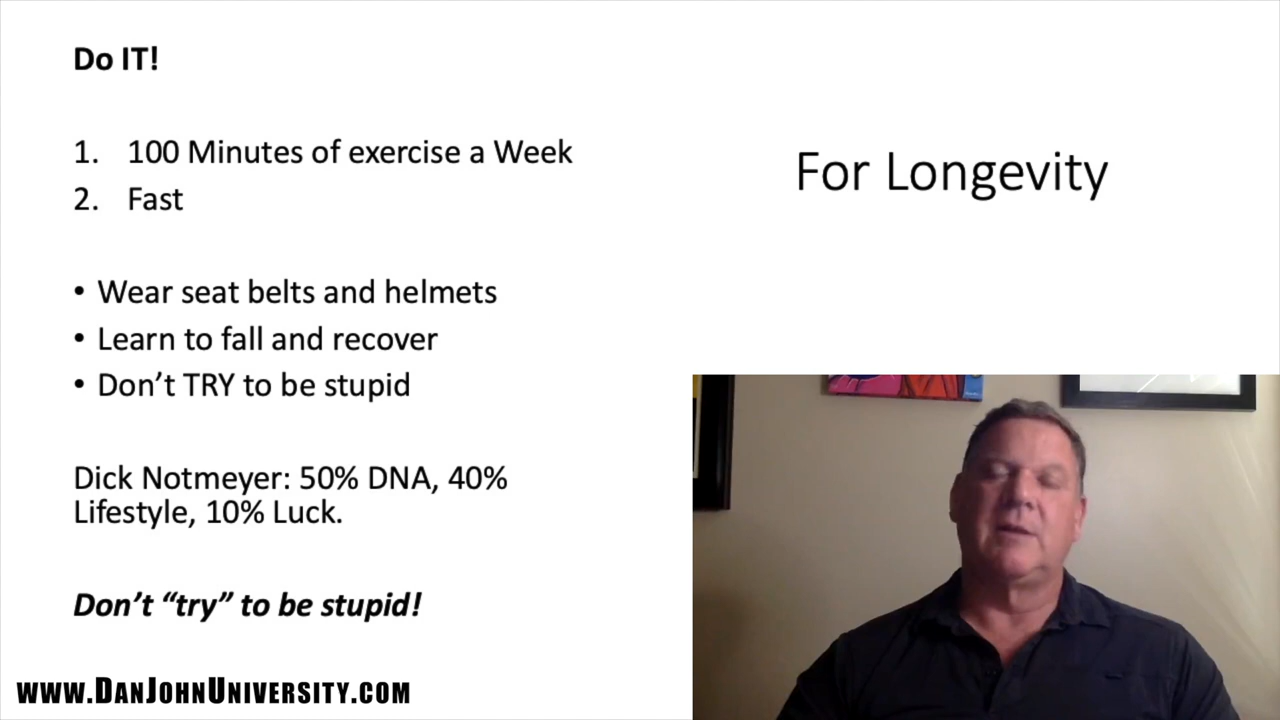 Do IT!
1. 100 Minutes of exercise a Week
2. Fast
• Wear seat belts and helmets
• Learn to fall and recover
• Don’t TRY to be stupid
Dick Notmeyer: 50% DNA, 40%
Lifestyle, 10% Luck.
Don’t “try” to be stupid!
For Longevity
www.DanJohnUniversity.com